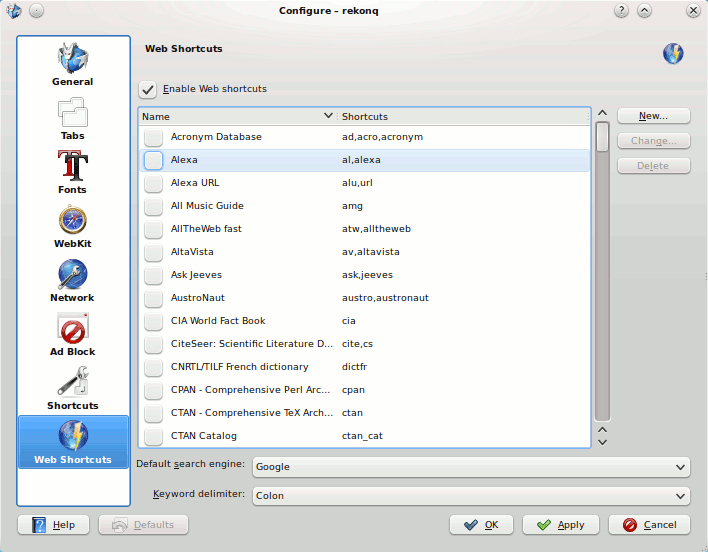 Configure – rekonq
General
Tabs
Fonts
WebKit
Network
Ad Block
Shortcuts
Web Shortcuts
Web Shortcuts
Enable Web shortcuts
Name Shortcuts
Acronym Database ad,acro,acronym
Alexa al,alexa
Alexa URL alu,url
All Music Guide amg
AllTheWeb fast atw,alltheweb
AltaVista av,altavista
Ask Jeeves ask,jeeves
AustroNaut austro,austronaut
CIA World Fact Book cia
CiteSeer: Scientific Literature D... cite,cs
CNRTL/TILF French dictionary dictfr
CPAN - Comprehensive Perl Arc... cpan
CTAN - Comprehensive TeX Arch... ctan
CTAN Catalog ctan_cat
New...
Change...
Delete
Default search engine: Google
Keyword delimiter: Colon
Help Defaults OK Apply Cancel